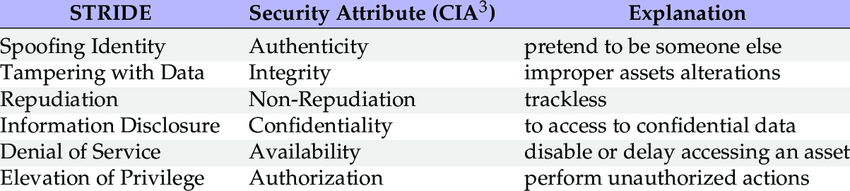 STRIDE Security Attribute (CIA³) Explanation
Spoofing Identity Authenticity pretend to be someone else
Tampering with Data Integrity improper assets alterations
Repudiation Non-Repudiation trackless
Information Disclosure Confidentiality to access to confidential data
Denial of Service Availability disable or delay accessing an asset
Elevation of Privilege Authorization perform unauthorized actions